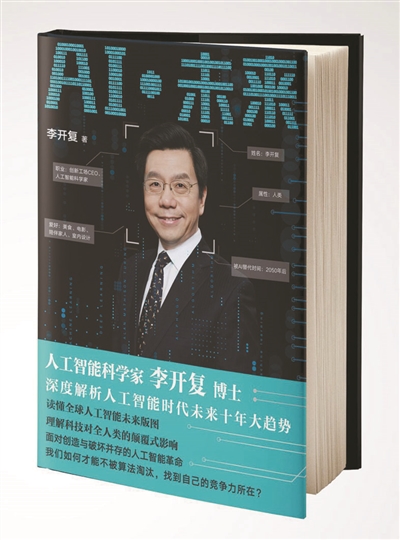 AI·未来
李开复 著
姓名：李开复
职业：创新工场CEO、
人工智能科学家
属性：人类
爱好：美食、电影、
陪伴家人、室内设计
被AI替代时间：2050年后
人工智能科学家 李开复 博士
深度解析人工智能时代未来十年大趋势
读懂全球人工智能未来版图
理解科技对全人类的颠覆式影响
面对创造与破坏并存的人工智能革命
我们如何才能不被算法淘汰，找到自己的竞争力所在？